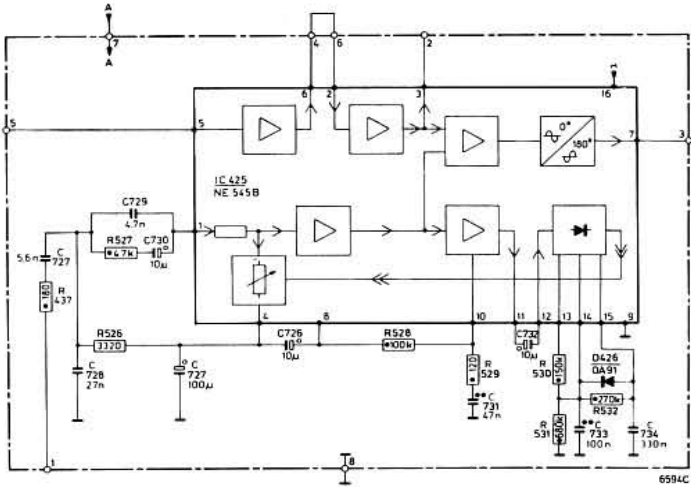 A
7
A
4 6 2
6 2 3 16
5 5
0°
180°
7 3
IC 425
NE 545B
C729
4.7n
R527 C730
4.7k 10μ
1
5,6n C
727
180 R
437
4 8 10 11 12 13 14 15 9
R526
3320
C726
10μ
R528
100k
C732
10μ
C
728
27n
C
727
100μ
120 R
529
C
731
47n
R
530 150k
D426
OA91
270k
R532
R
531 680k
C
733
100n
C
734
330n
1
8
6594C